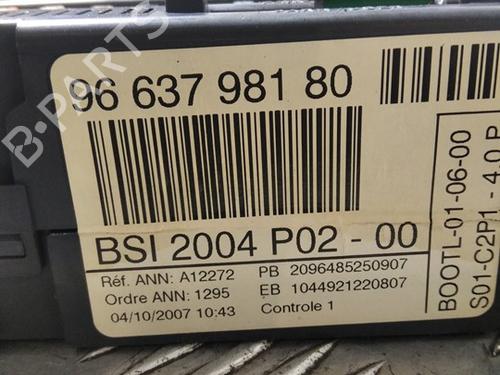 96 637 981 80
BSI 2004 P02 - 00
Réf. ANN: A12272 PB 2096485250907
Ordre ANN: 1295 EB 1044921220807
04/10/2007 10:43 Controle 1
BOOTL-01-06-00
S01-C2P1 - 4.0 P
B-PARTS